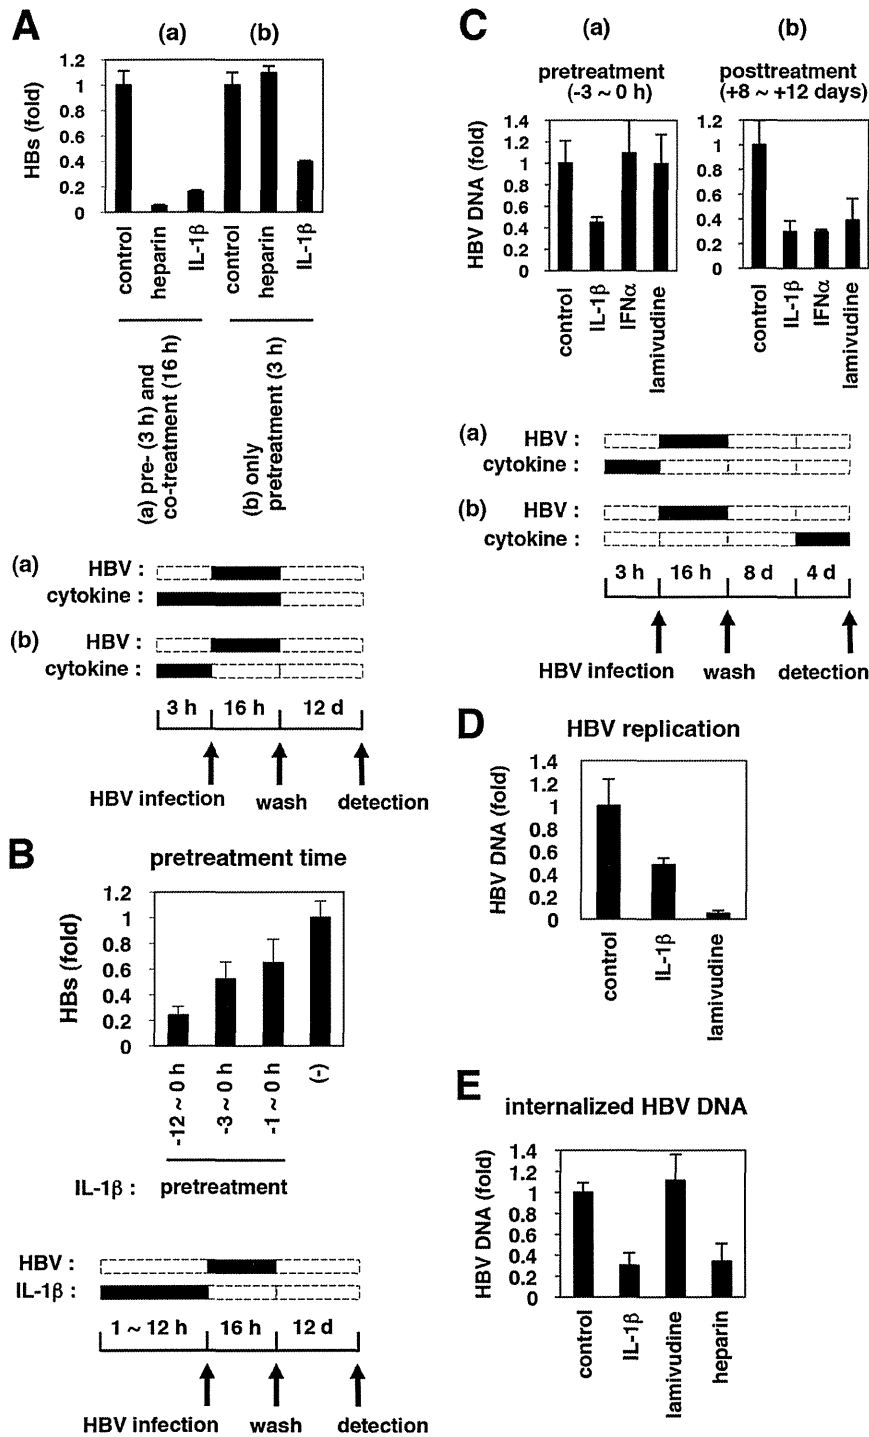 A
(a)
(b)
HBs (fold)
1.2
1
0.8
0.6
0.4
0.2
0
control
heparin
IL-1β
control
heparin
IL-1β
(a) pre- (3 h) and
co-treatment (16 h)
(b) only
pretreatment (3 h)
(a)
HBV :
cytokine :
(b)
HBV :
cytokine :
3 h
16 h
12 d
HBV infection
wash
detection
B
pretreatment time
HBs (fold)
1.2
1
0.8
0.6
0.4
0.2
0
-12 ~ 0 h
-3 ~ 0 h
-1 ~ 0 h
(-)
IL-1β : pretreatment
HBV :
IL-1β :
1 ~ 12 h
16 h
12 d
HBV infection
wash
detection
C
(a)
(b)
pretreatment
(-3 ~ 0 h)
posttreatment
(+8 ~ +12 days)
HBV DNA (fold)
1.4
1.2
1
0.8
0.6
0.4
0.2
0
control
IL-1β
IFNα
lamivudine
1.2
1
0.8
0.6
0.4
0.2
0
control
IL-1β
IFNα
lamivudine
(a)
HBV :
cytokine :
(b)
HBV :
cytokine :
3 h
16 h
8 d
4 d
HBV infection
wash
detection
D
HBV replication
HBV DNA (fold)
1.4
1.2
1
0.8
0.6
0.4
0.2
0
control
IL-1β
lamivudine
E
internalized HBV DNA
HBV DNA (fold)
1.4
1.2
1
0.8
0.6
0.4
0.2
0
control
IL-1β
lamivudine
heparin